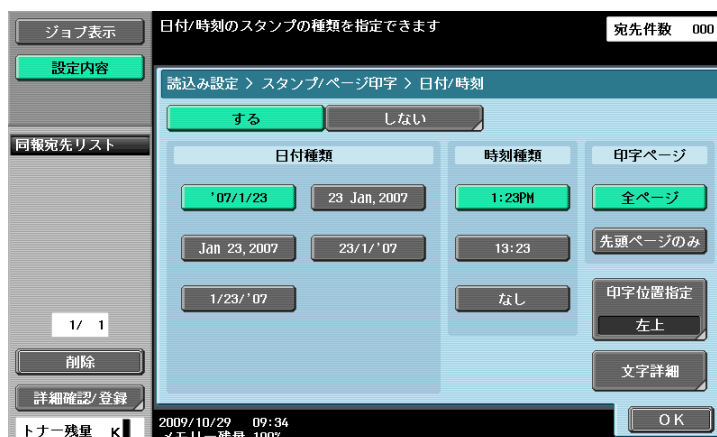 ジョブ表示
設定内容
同報宛先リスト
1/ 1
削除
詳細確認/登録
トナー残量 K
日付/時刻のスタンプの種類を指定できます
宛先件数 000
読込み設定 > スタンプ/ページ印字 > 日付/時刻
する
しない
日付種類
時刻種類
印字ページ
'07/1/23
23 Jan,2007
1:23PM
全ページ
Jan 23,2007
23/1/'07
13:23
先頭ページのみ
1/23/'07
なし
印字位置指定
左上
文字詳細
2009/10/29 09:34
メモリー残量 100%
OK